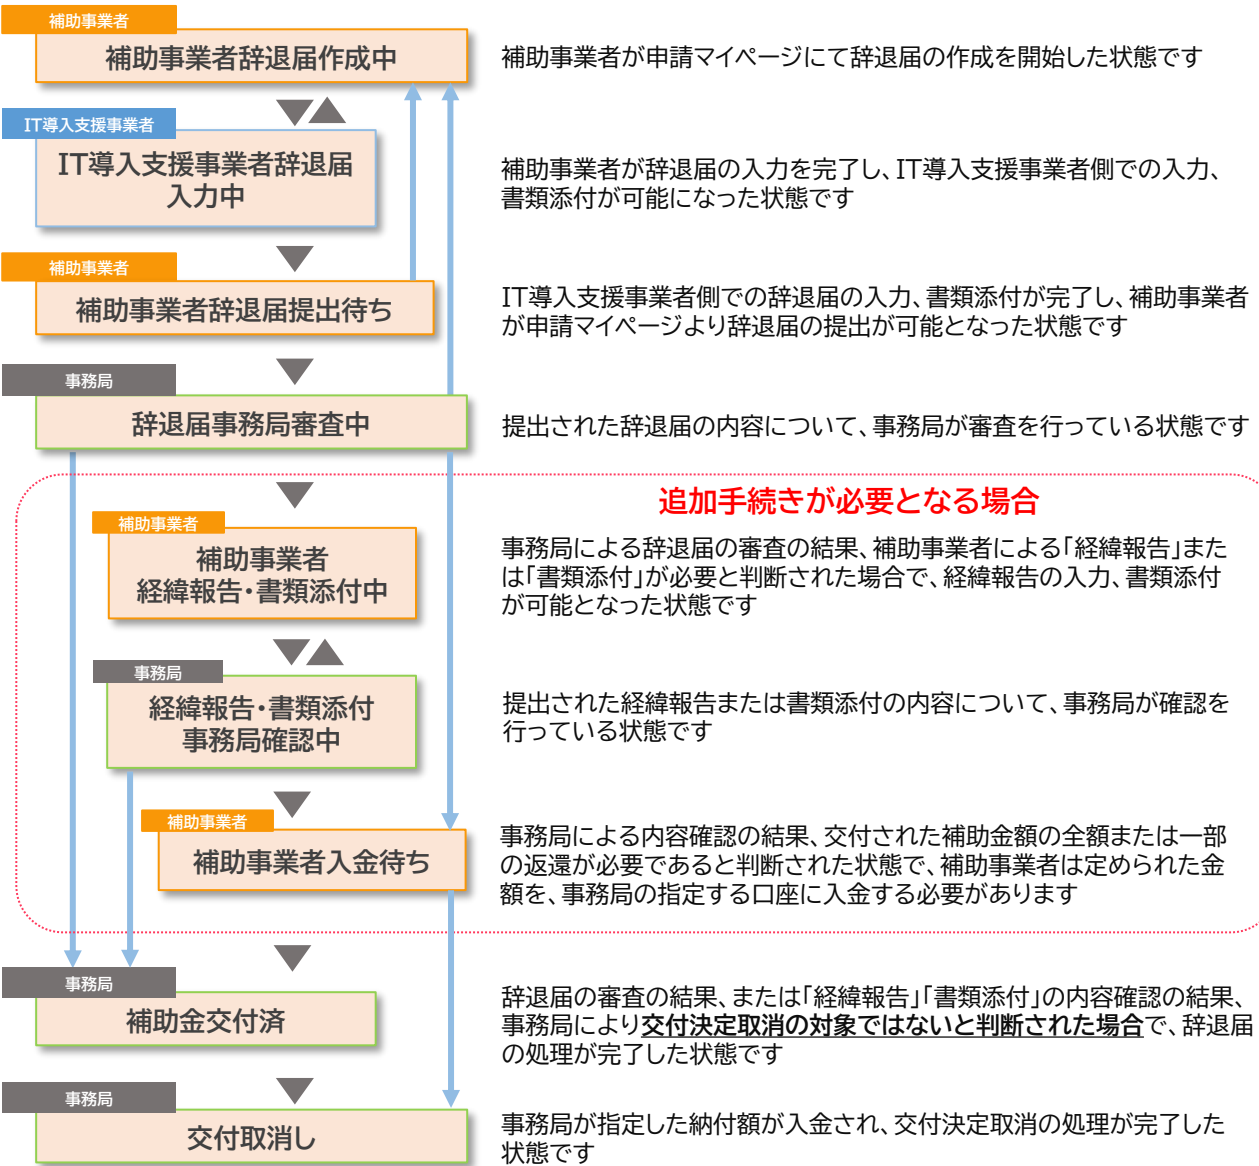 補助事業者
補助事業者辞退届作成中
補助事業者が申請マイページにて辞退届の作成を開始した状態です
IT導入支援事業者
IT導入支援事業者辞退届
入力中
補助事業者が辞退届の入力を完了し、IT導入支援事業者側での入力、
書類添付が可能になった状態です
補助事業者
補助事業者辞退届提出待ち
IT導入支援事業者側での辞退届の入力、書類添付が完了し、補助事業者
が申請マイページより辞退届の提出が可能となった状態です
事務局
辞退届事務局審査中
提出された辞退届の内容について、事務局が審査を行っている状態です
追加手続きが必要となる場合
補助事業者
補助事業者
経緯報告・書類添付中
事務局による辞退届の審査の結果、補助事業者による「経緯報告」また
は「書類添付」が必要と判断された場合で、経緯報告の入力、書類添付
が可能となった状態です
事務局
経緯報告・書類添付
事務局確認中
提出された経緯報告または書類添付の内容について、事務局が確認を
行っている状態です
補助事業者
補助事業者入金待ち
事務局による内容確認の結果、交付された補助金額の全額または一部
の返還が必要であると判断された状態で、補助事業者は定められた金
額を、事務局の指定する口座に入金する必要があります
事務局
補助金交付済
辞退届の審査の結果、または「経緯報告」「書類添付」の内容確認の結果、
事務局により交付決定取消の対象ではないと判断された場合で、辞退届
の処理が完了した状態です
事務局
交付取消し
事務局が指定した納付額が入金され、交付決定取消の処理が完了した
状態です